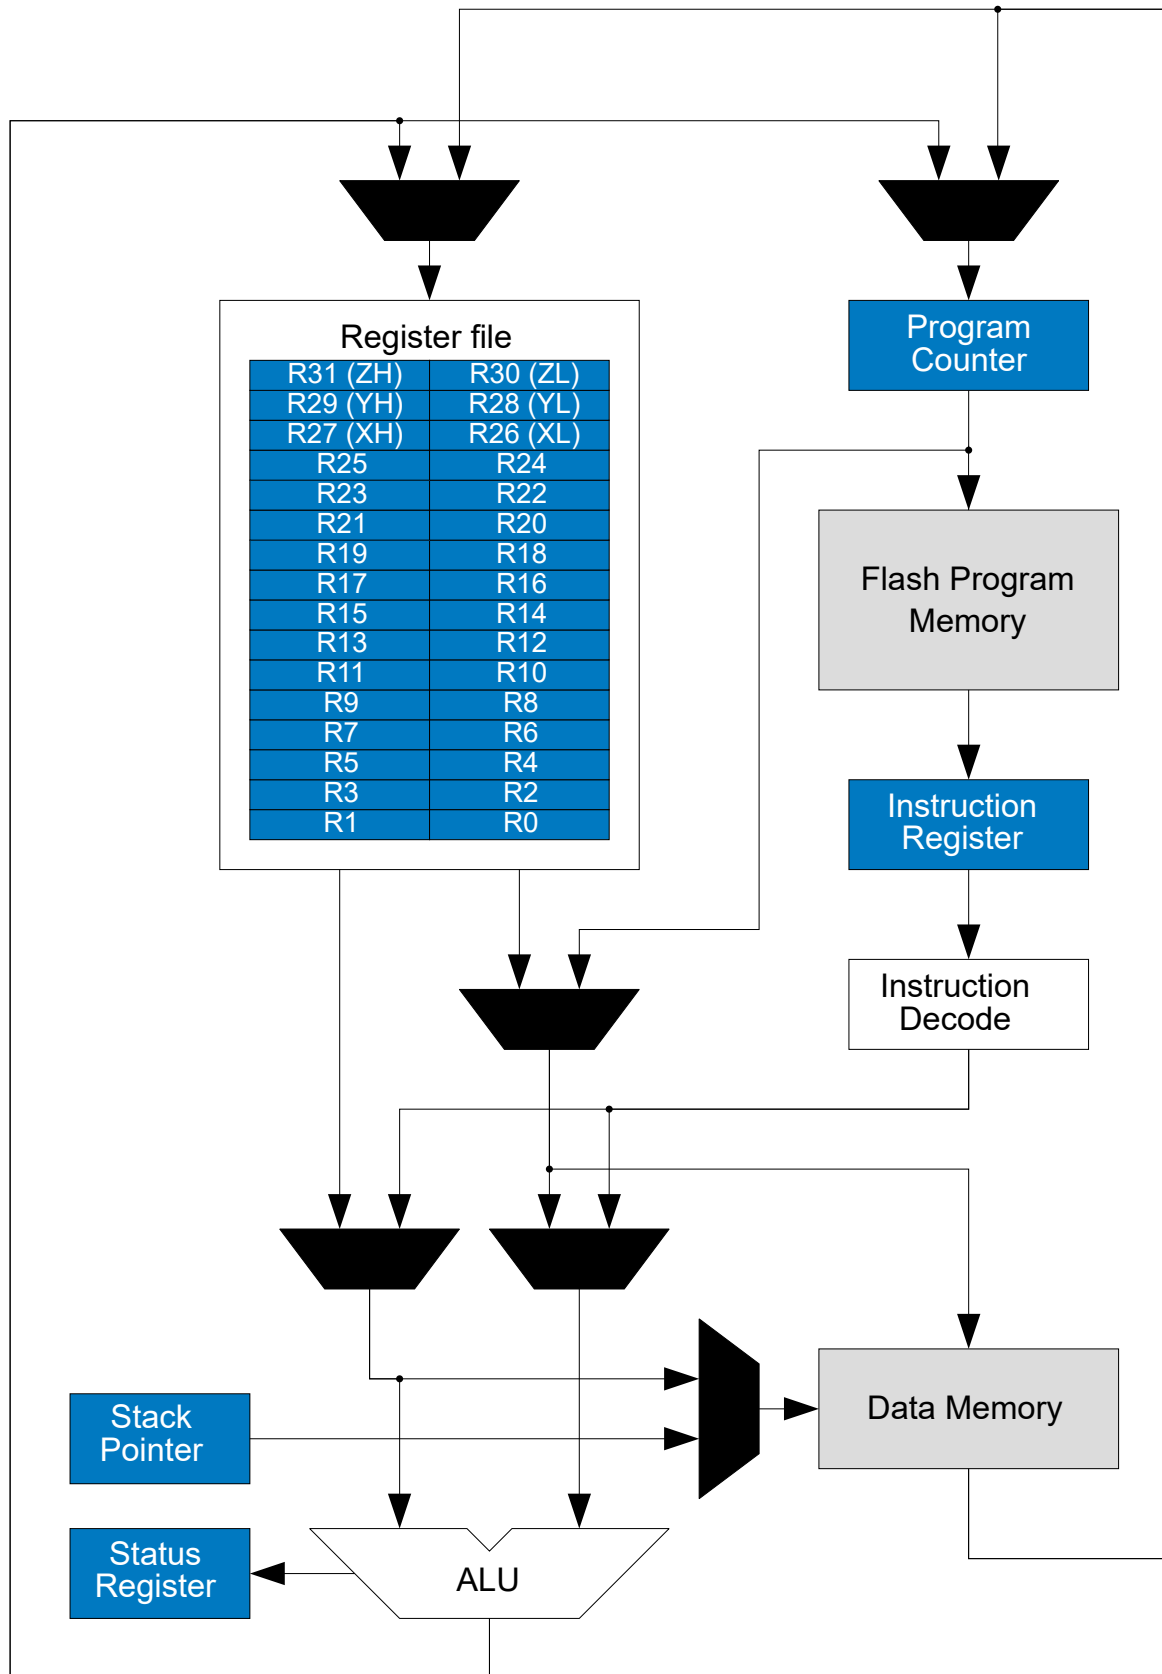 Register file
R31 (ZH) R30 (ZL)
R29 (YH) R28 (YL)
R27 (XH) R26 (XL)
R25 R24
R23 R22
R21 R20
R19 R18
R17 R16
R15 R14
R13 R12
R11 R10
R9 R8
R7 R6
R5 R4
R3 R2
R1 R0
Program
Counter
Flash Program
Memory
Instruction
Register
Instruction
Decode
Stack
Pointer
Data Memory
Status
Register
ALU